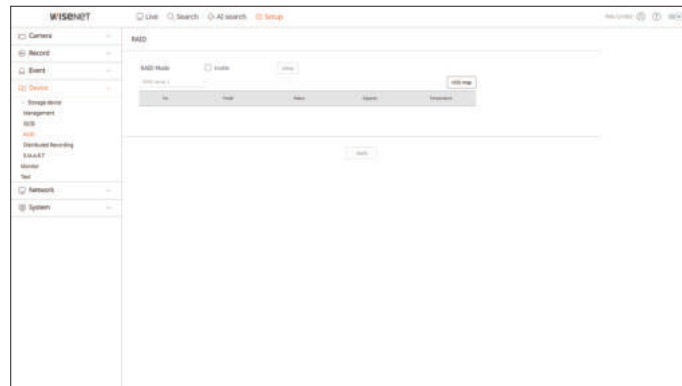 WISENET
Live Search AI search Setup
Camera
Record
Event
Device
Storage device
Management
iSCSI
RAID
Distributed Recording
S.M.A.R.T
Monitor
Text
Network
System
RAID
RAID Mode Enable Setup
HDD map
No. Model Status Capacity Temperature
Apply